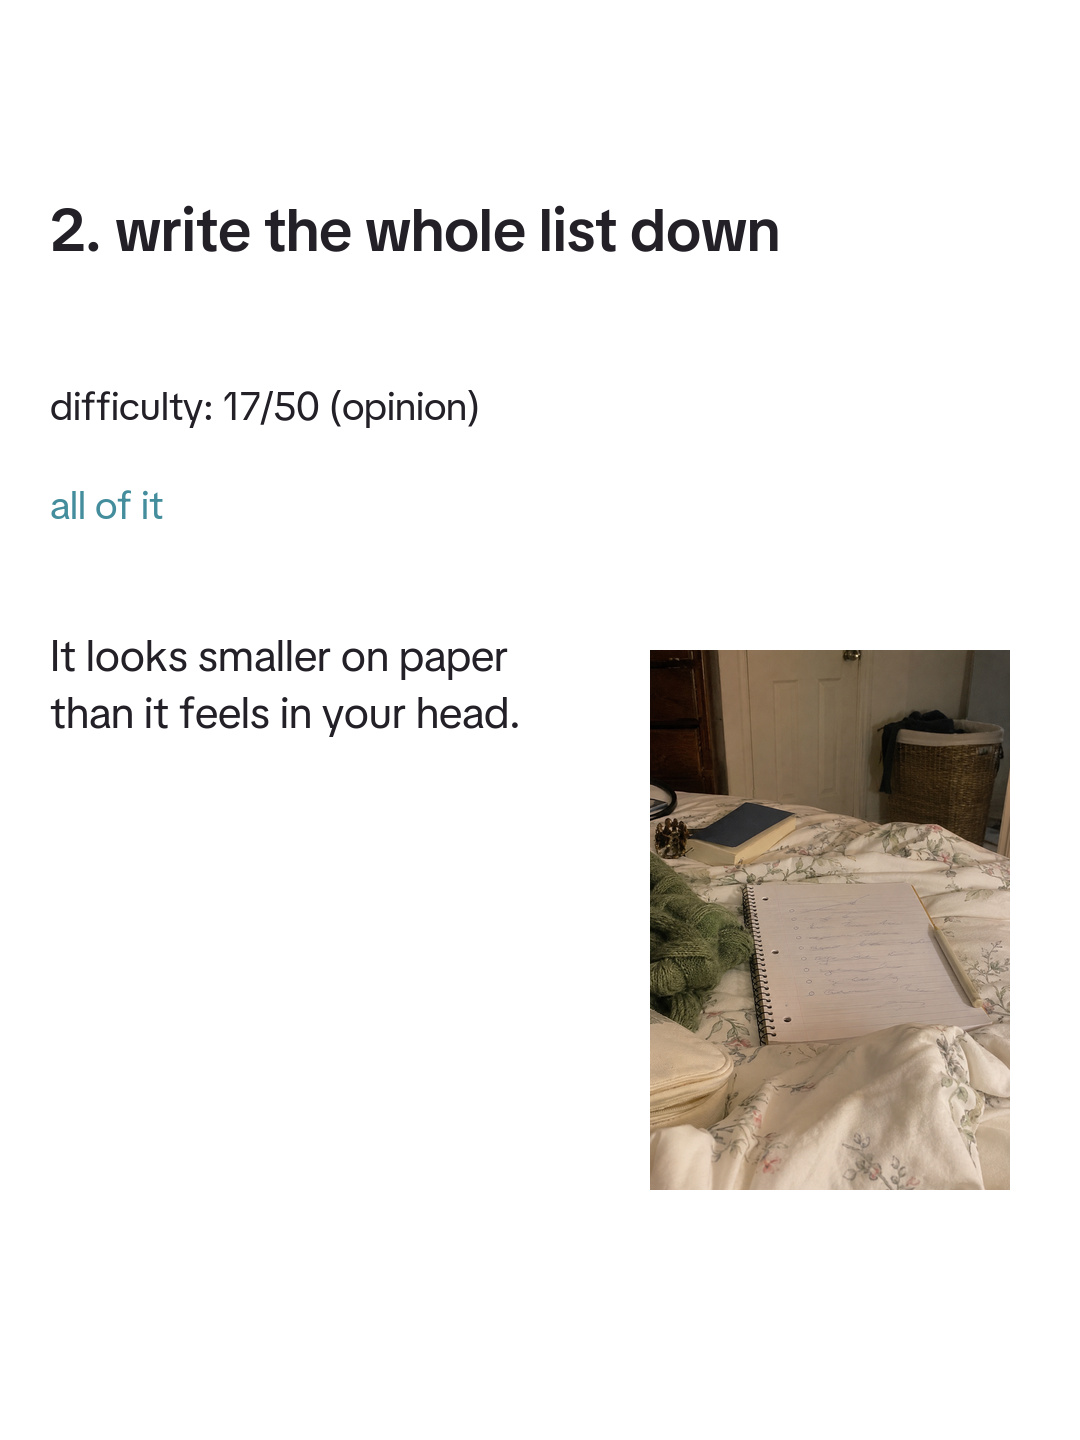 2. write the whole list down
difficulty: 17/50 (opinion)
all of it
It looks smaller on paper
than it feels in your head.